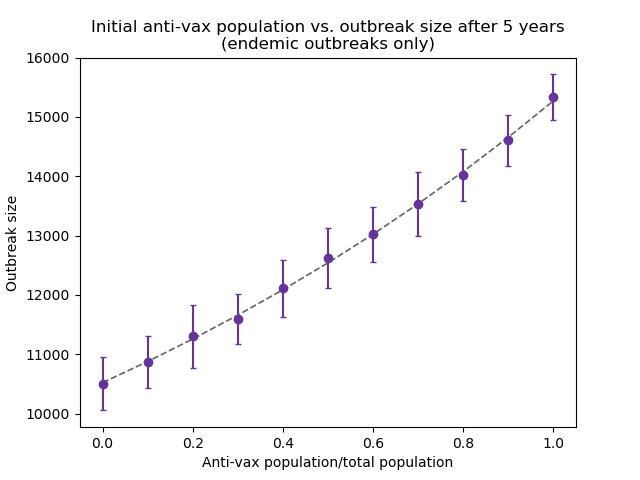 Initial anti-vax population vs. outbreak size after 5 years
(endemic outbreaks only)
16000
15000
14000
13000
12000
11000
10000
Outbreak size
0.0 0.2 0.4 0.6 0.8 1.0
Anti-vax population/total population